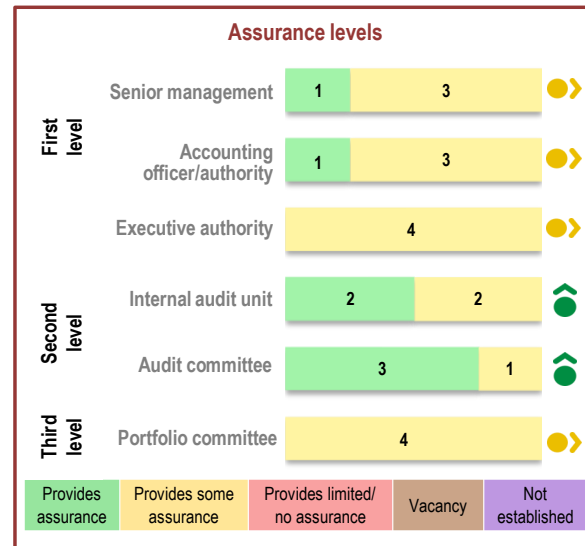 Assurance levels
First
level
Senior management
1
3
Accounting
officer/authority
1
3
Executive authority
4
Second
level
Internal audit unit
2
2
Audit committee
3
1
Third
level
Portfolio committee
4
Provides
assurance
Provides some
assurance
Provides limited/
no assurance
Vacancy
Not
established